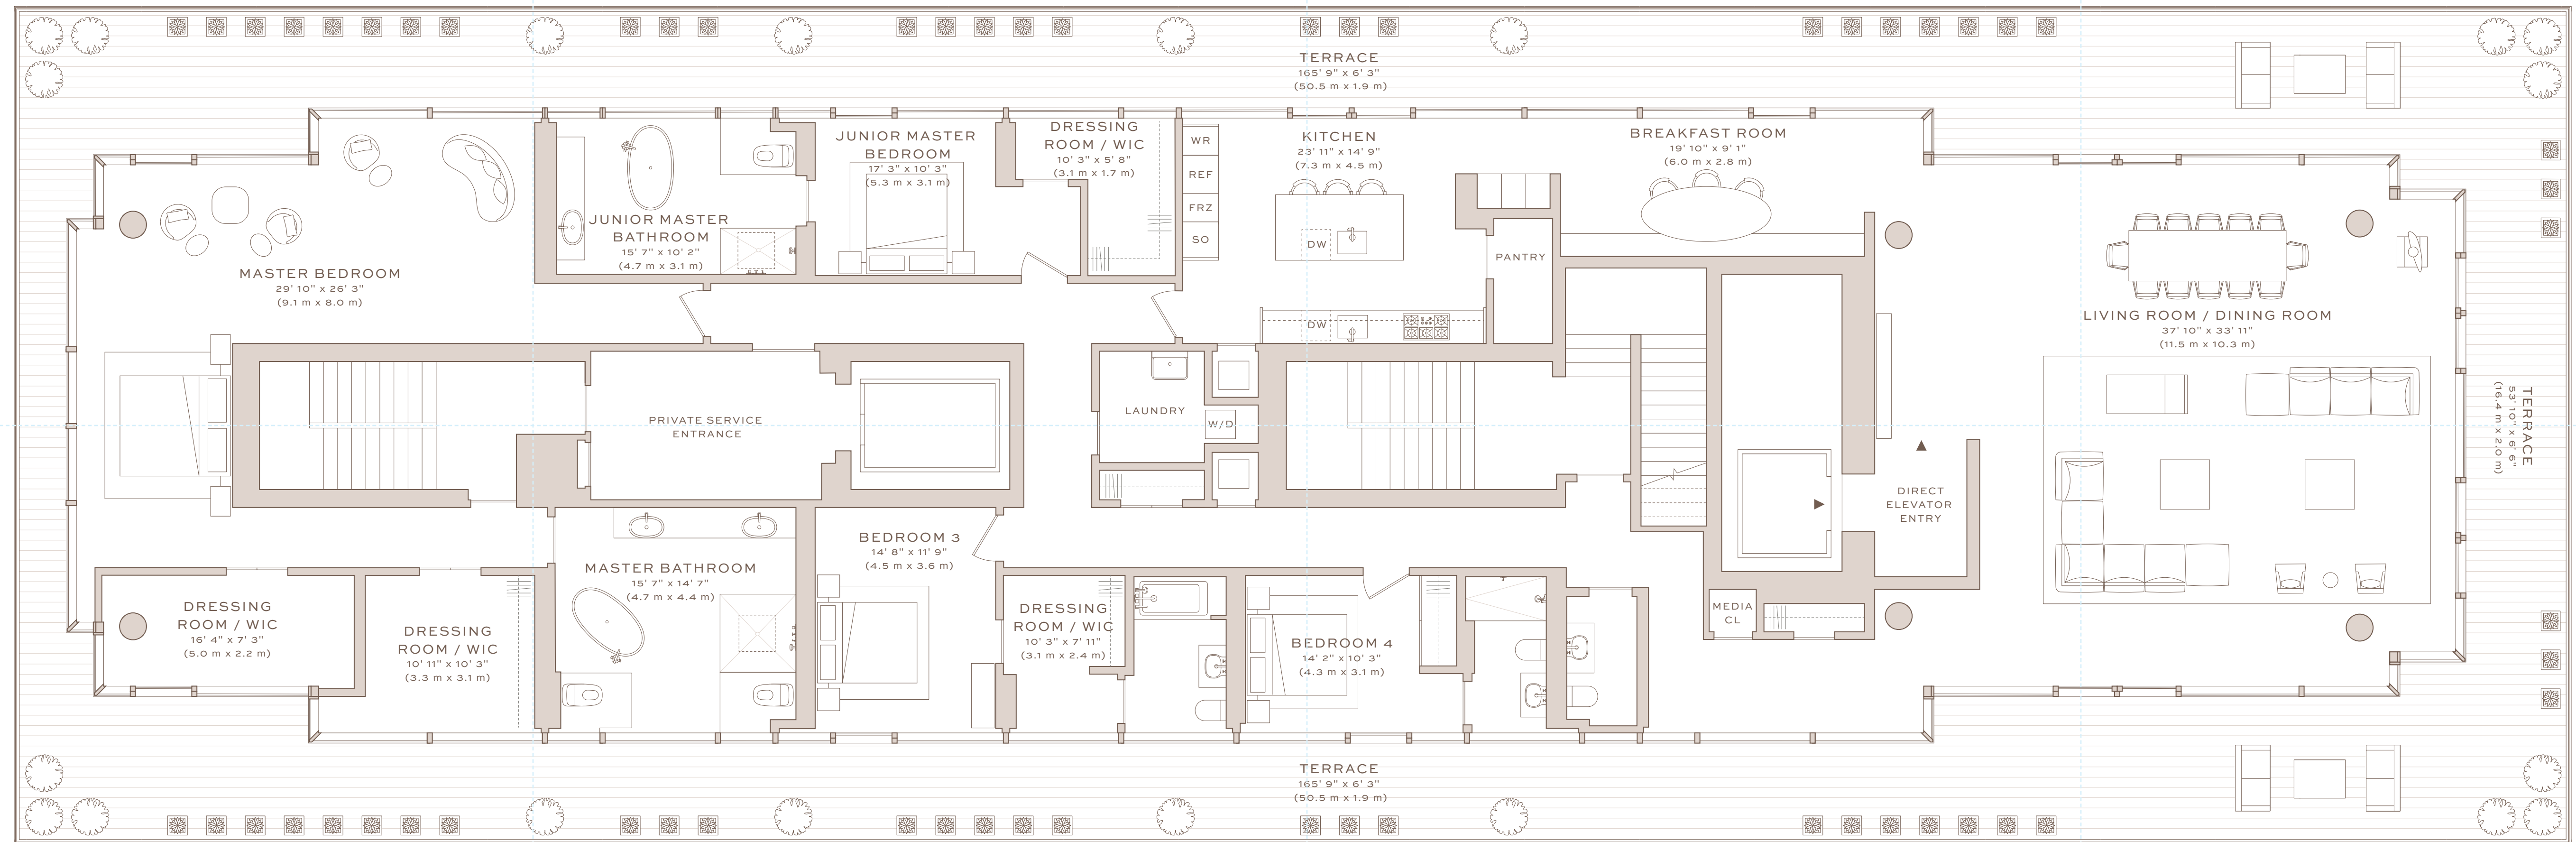 TERRACE
165' 9" x 6' 3"
(50.5 m x 1.9 m)
JUNIOR MASTER
BEDROOM
17' 3" x 10' 3"
(5.3 m x 3.1 m)
DRESSING
ROOM / WIC
10' 3" x 5' 8"
(3.1 m x 1.7 m)
WR
REF
FRZ
SO
KITCHEN
23' 11" x 14' 9"
(7.3 m x 4.5 m)
DW
DW
PANTRY
BREAKFAST ROOM
19' 10" x 9' 1"
(6.0 m x 2.8 m)
JUNIOR MASTER
BATHROOM
15' 7" x 10' 2"
(4.7 m x 3.1 m)
MASTER BEDROOM
29' 10" x 26' 3"
(9.1 m x 8.0 m)
LIVING ROOM / DINING ROOM
37' 10" x 33' 11"
(11.5 m x 10.3 m)
TERRACE
53' 10" x 6' 6"
(16.4 m x 2.0 m)
PRIVATE SERVICE
ENTRANCE
LAUNDRY
W/D
DIRECT
ELEVATOR
ENTRY
MASTER BATHROOM
15' 7" x 14' 7"
(4.7 m x 4.4 m)
BEDROOM 3
14' 8" x 11' 9"
(4.5 m x 3.6 m)
DRESSING
ROOM / WIC
16' 4" x 7' 3"
(5.0 m x 2.2 m)
DRESSING
ROOM / WIC
10' 11" x 10' 3"
(3.3 m x 3.1 m)
DRESSING
ROOM / WIC
10' 3" x 7' 11"
(3.1 m x 2.4 m)
BEDROOM 4
14' 2" x 10' 3"
(4.3 m x 3.1 m)
MEDIA
CL
TERRACE
165' 9" x 6' 3"
(50.5 m x 1.9 m)